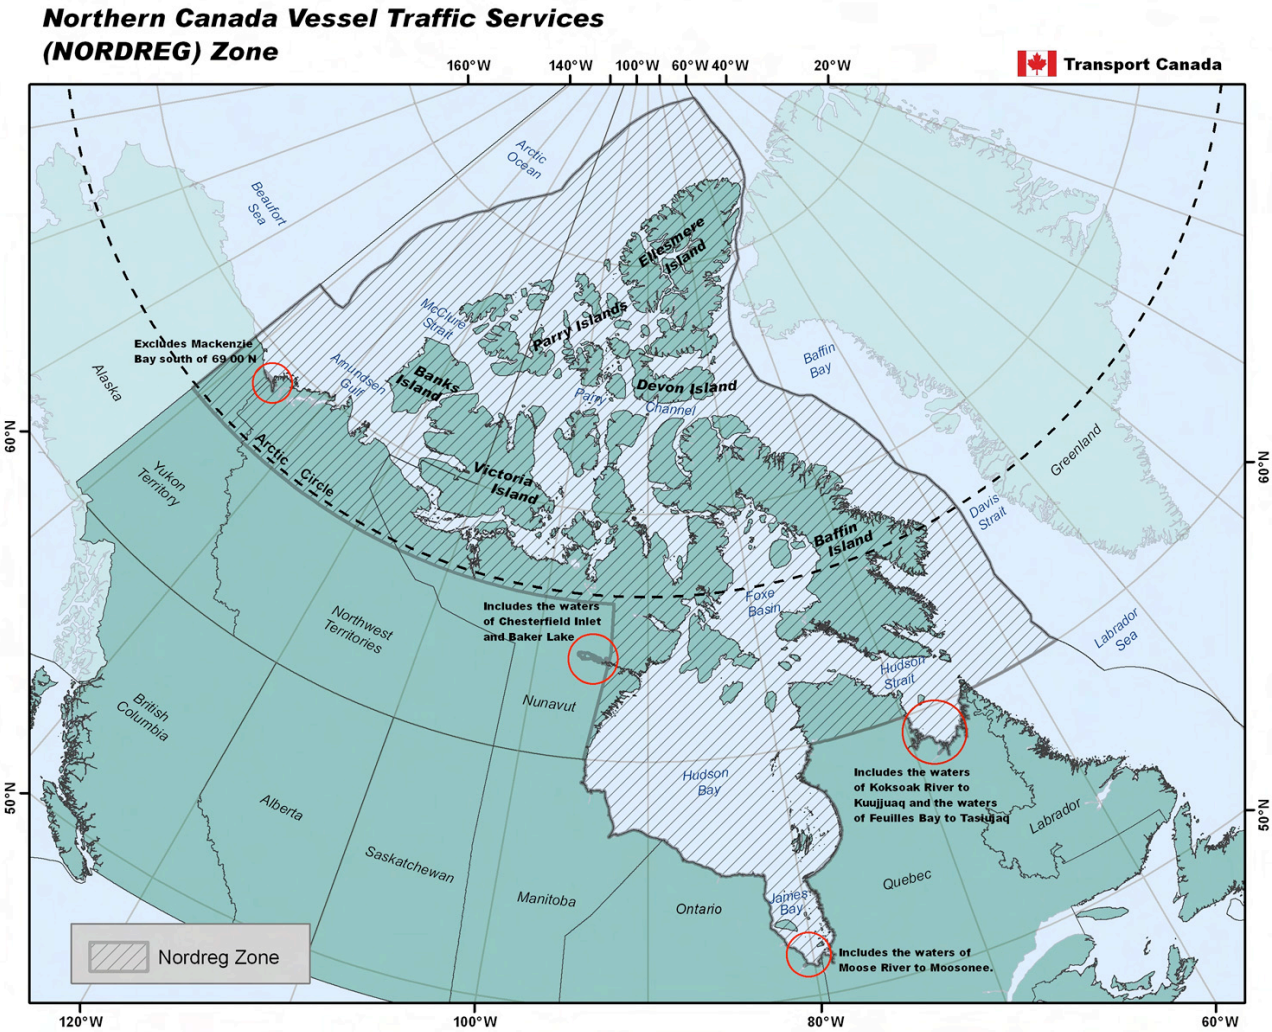 Northern Canada Vessel Traffic Services
(NORDREG) Zone
Transport Canada
160°W 140°W 100°W 60°W 40°W 20°W
Arctic
Ocean
Beaufort
Sea
Ellesmere
Island
McClure
Strait
Parry Islands
Excludes Mackenzie
Bay south of 69 00 N
Amundsen
Gulf
Banks
Island
Devon Island
Parry
Channel
Baffin
Bay
Alaska
60°N
60°N
Greenland
Arctic Circle
Yukon
Territory
Victoria
Island
Davis
Strait
Baffin
Island
Foxe
Basin
Includes the waters
of Chesterfield Inlet
and Baker Lake
Northwest
Territories
Labrador
Sea
Hudson
Strait
Nunavut
British
Columbia
Hudson
Bay
Includes the waters
of Koksoak River to
Kuujjuaq and the waters
of Feuilles Bay to Tasiujaq
50°N
50°N
Alberta
Labrador
Saskatchewan
Manitoba
Ontario
James
Bay
Quebec
Nordreg Zone
Includes the waters of
Moose River to Moosonee.
120°W 100°W 80°W 60°W